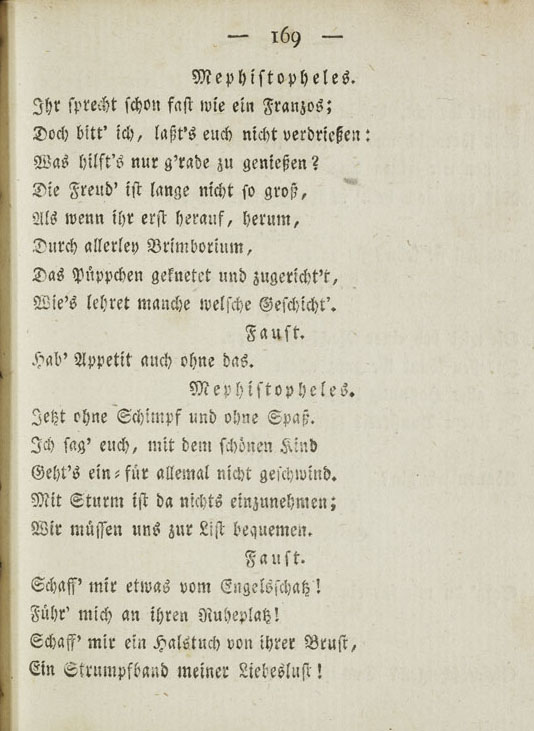 — 169 —
Mephistopheles.
Ihr sprecht schon fast wie ein Franzos;
Doch bitt' ich, laßt's euch nicht verdrießen:
Was hilft's nur g'rade zu genießen?
Die Freud' ist lange nicht so groß,
Als wenn ihr erst herauf, herum,
Durch allerley Brimborium,
Das Püppchen geknetet und zugericht't,
Wie's lehret manche welsche Geschicht'.
Faust.
Hab' Appetit auch ohne das.
Mephistopheles.
Jetzt ohne Schimpf und ohne Spaß.
Ich sag' euch, mit dem schönen Kind
Geht's ein-für allemal nicht geschwind.
Mit Sturm ist da nichts einzunehmen;
Wir müssen uns zur List bequemen.
Faust.
Schaff' mir etwas vom Engelsschatz!
Führ' mich an ihren Ruheplatz!
Schaff' mir ein Halstuch von ihrer Brust,
Ein Strumpfband meiner Liebeslust!